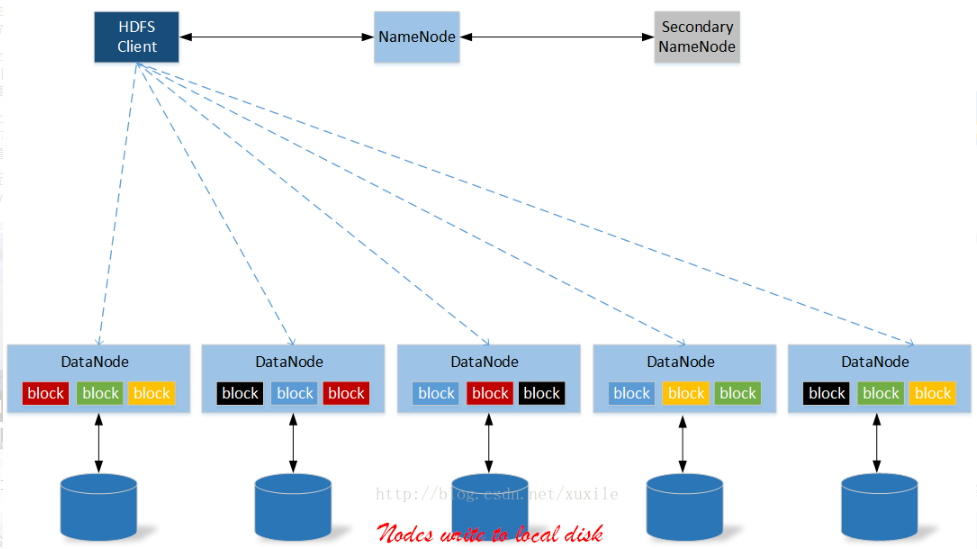 HDFS
Client
NameNode
Secondary
NameNode
DataNode
block block block
DataNode
block block block
DataNode
block block block
DataNode
block block block
DataNode
block block block
http://blog.csdn.net/xuxile
Nodes write to local disk